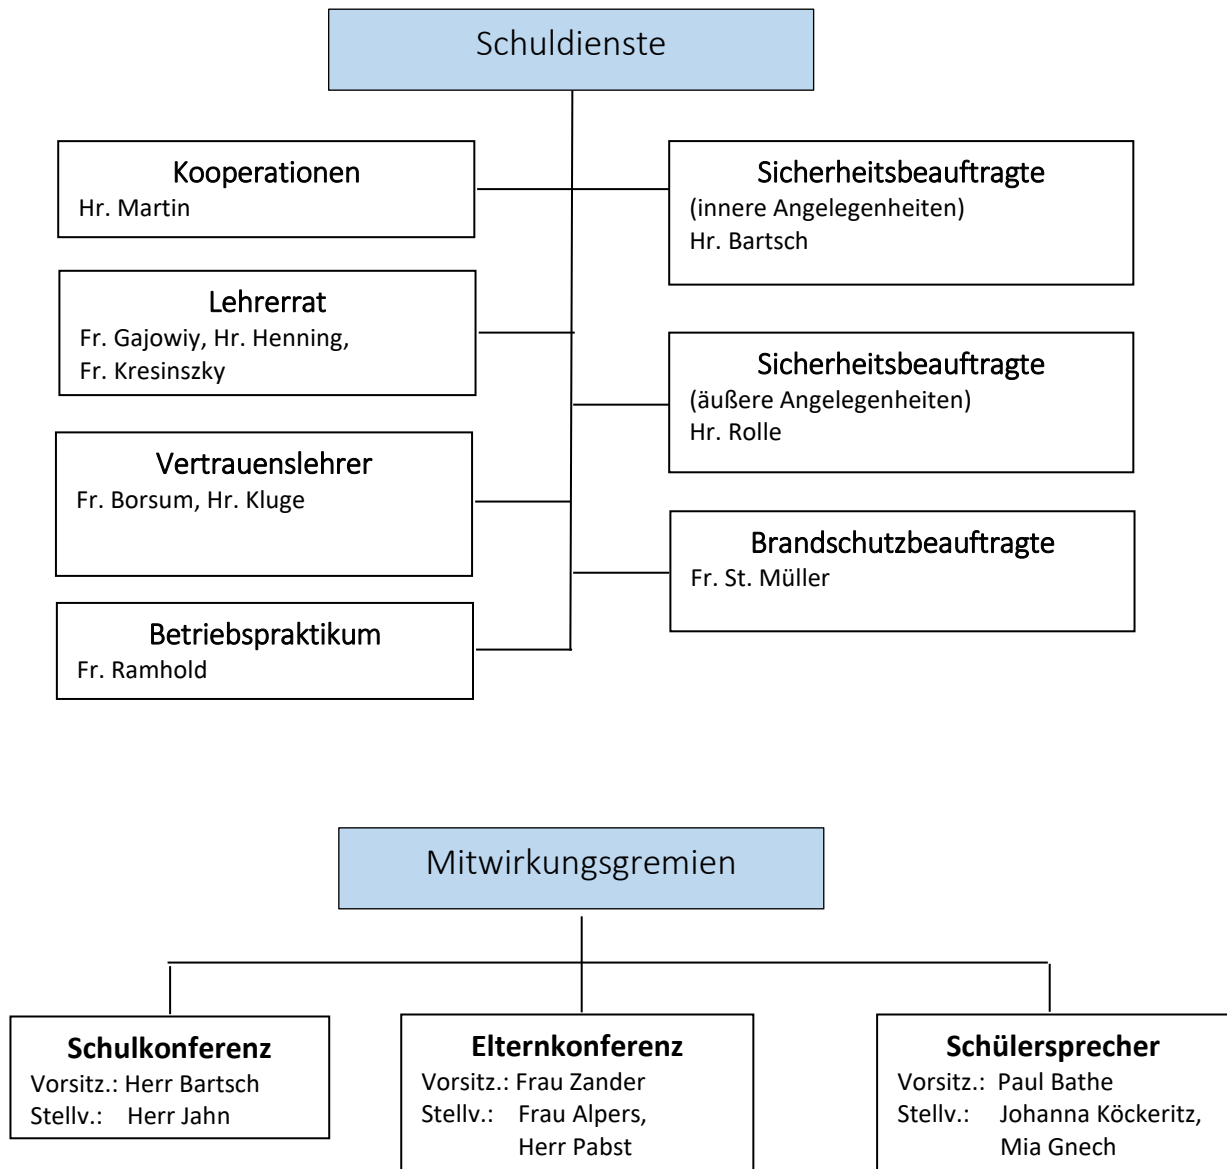 Schuldienste
Kooperationen
Hr. Martin
Sicherheitsbeauftragte
(innere Angelegenheiten)
Hr. Bartsch
Lehrerrat
Fr. Gajowiy, Hr. Henning,
Fr. Kresinszky
Sicherheitsbeauftragte
(äußere Angelegenheiten)
Hr. Rolle
Vertrauenslehrer
Fr. Borsum, Hr. Kluge
Brandschutzbeauftragte
Fr. St. Müller
Betriebspraktikum
Fr. Ramhold
Mitwirkungsgremien
Schulkonferenz
Vorsitz.: Herr Bartsch
Stellv.: Herr Jahn
Elternkonferenz
Vorsitz.: Frau Zander
Stellv.: Frau Alpers,
Herr Pabst
Schülersprecher
Vorsitz.: Paul Bathe
Stellv.: Johanna Köckeritz,
Mia Gnech